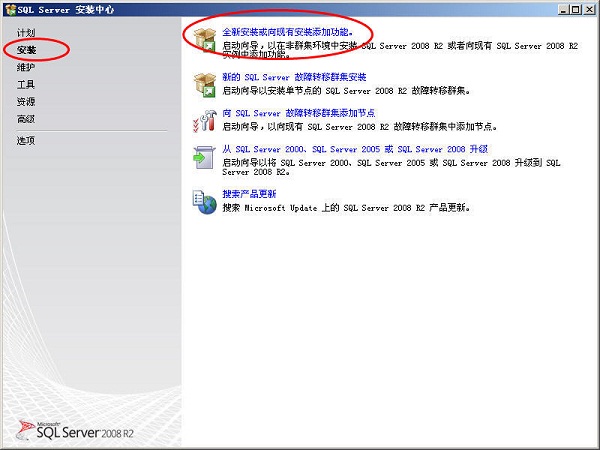 SQL Server 安装中心
计划
安装
维护
工具
资源
高级
选项
全新安装或向现有安装添加功能。
启动向导，以在非群集环境中安装 SQL Server 2008 R2 或者向现有 SQL Server 2008 R2
实例中添加功能。
新的 SQL Server 故障转移群集安装
启动向导以安装单节点的 SQL Server 2008 R2 故障转移群集。
向 SQL Server 故障转移群集添加节点
启动向导，以向现有 SQL Server 2008 R2 故障转移群集中添加节点。
从 SQL Server 2000、SQL Server 2005 或 SQL Server 2008 升级
启动向导以将 SQL Server 2000、SQL Server 2005 或 SQL Server 2008 升级到 SQL
Server 2008 R2。
搜索产品更新
搜索 Microsoft Update 上的 SQL Server 2008 R2 产品更新。
Microsoft
SQL Server 2008 R2